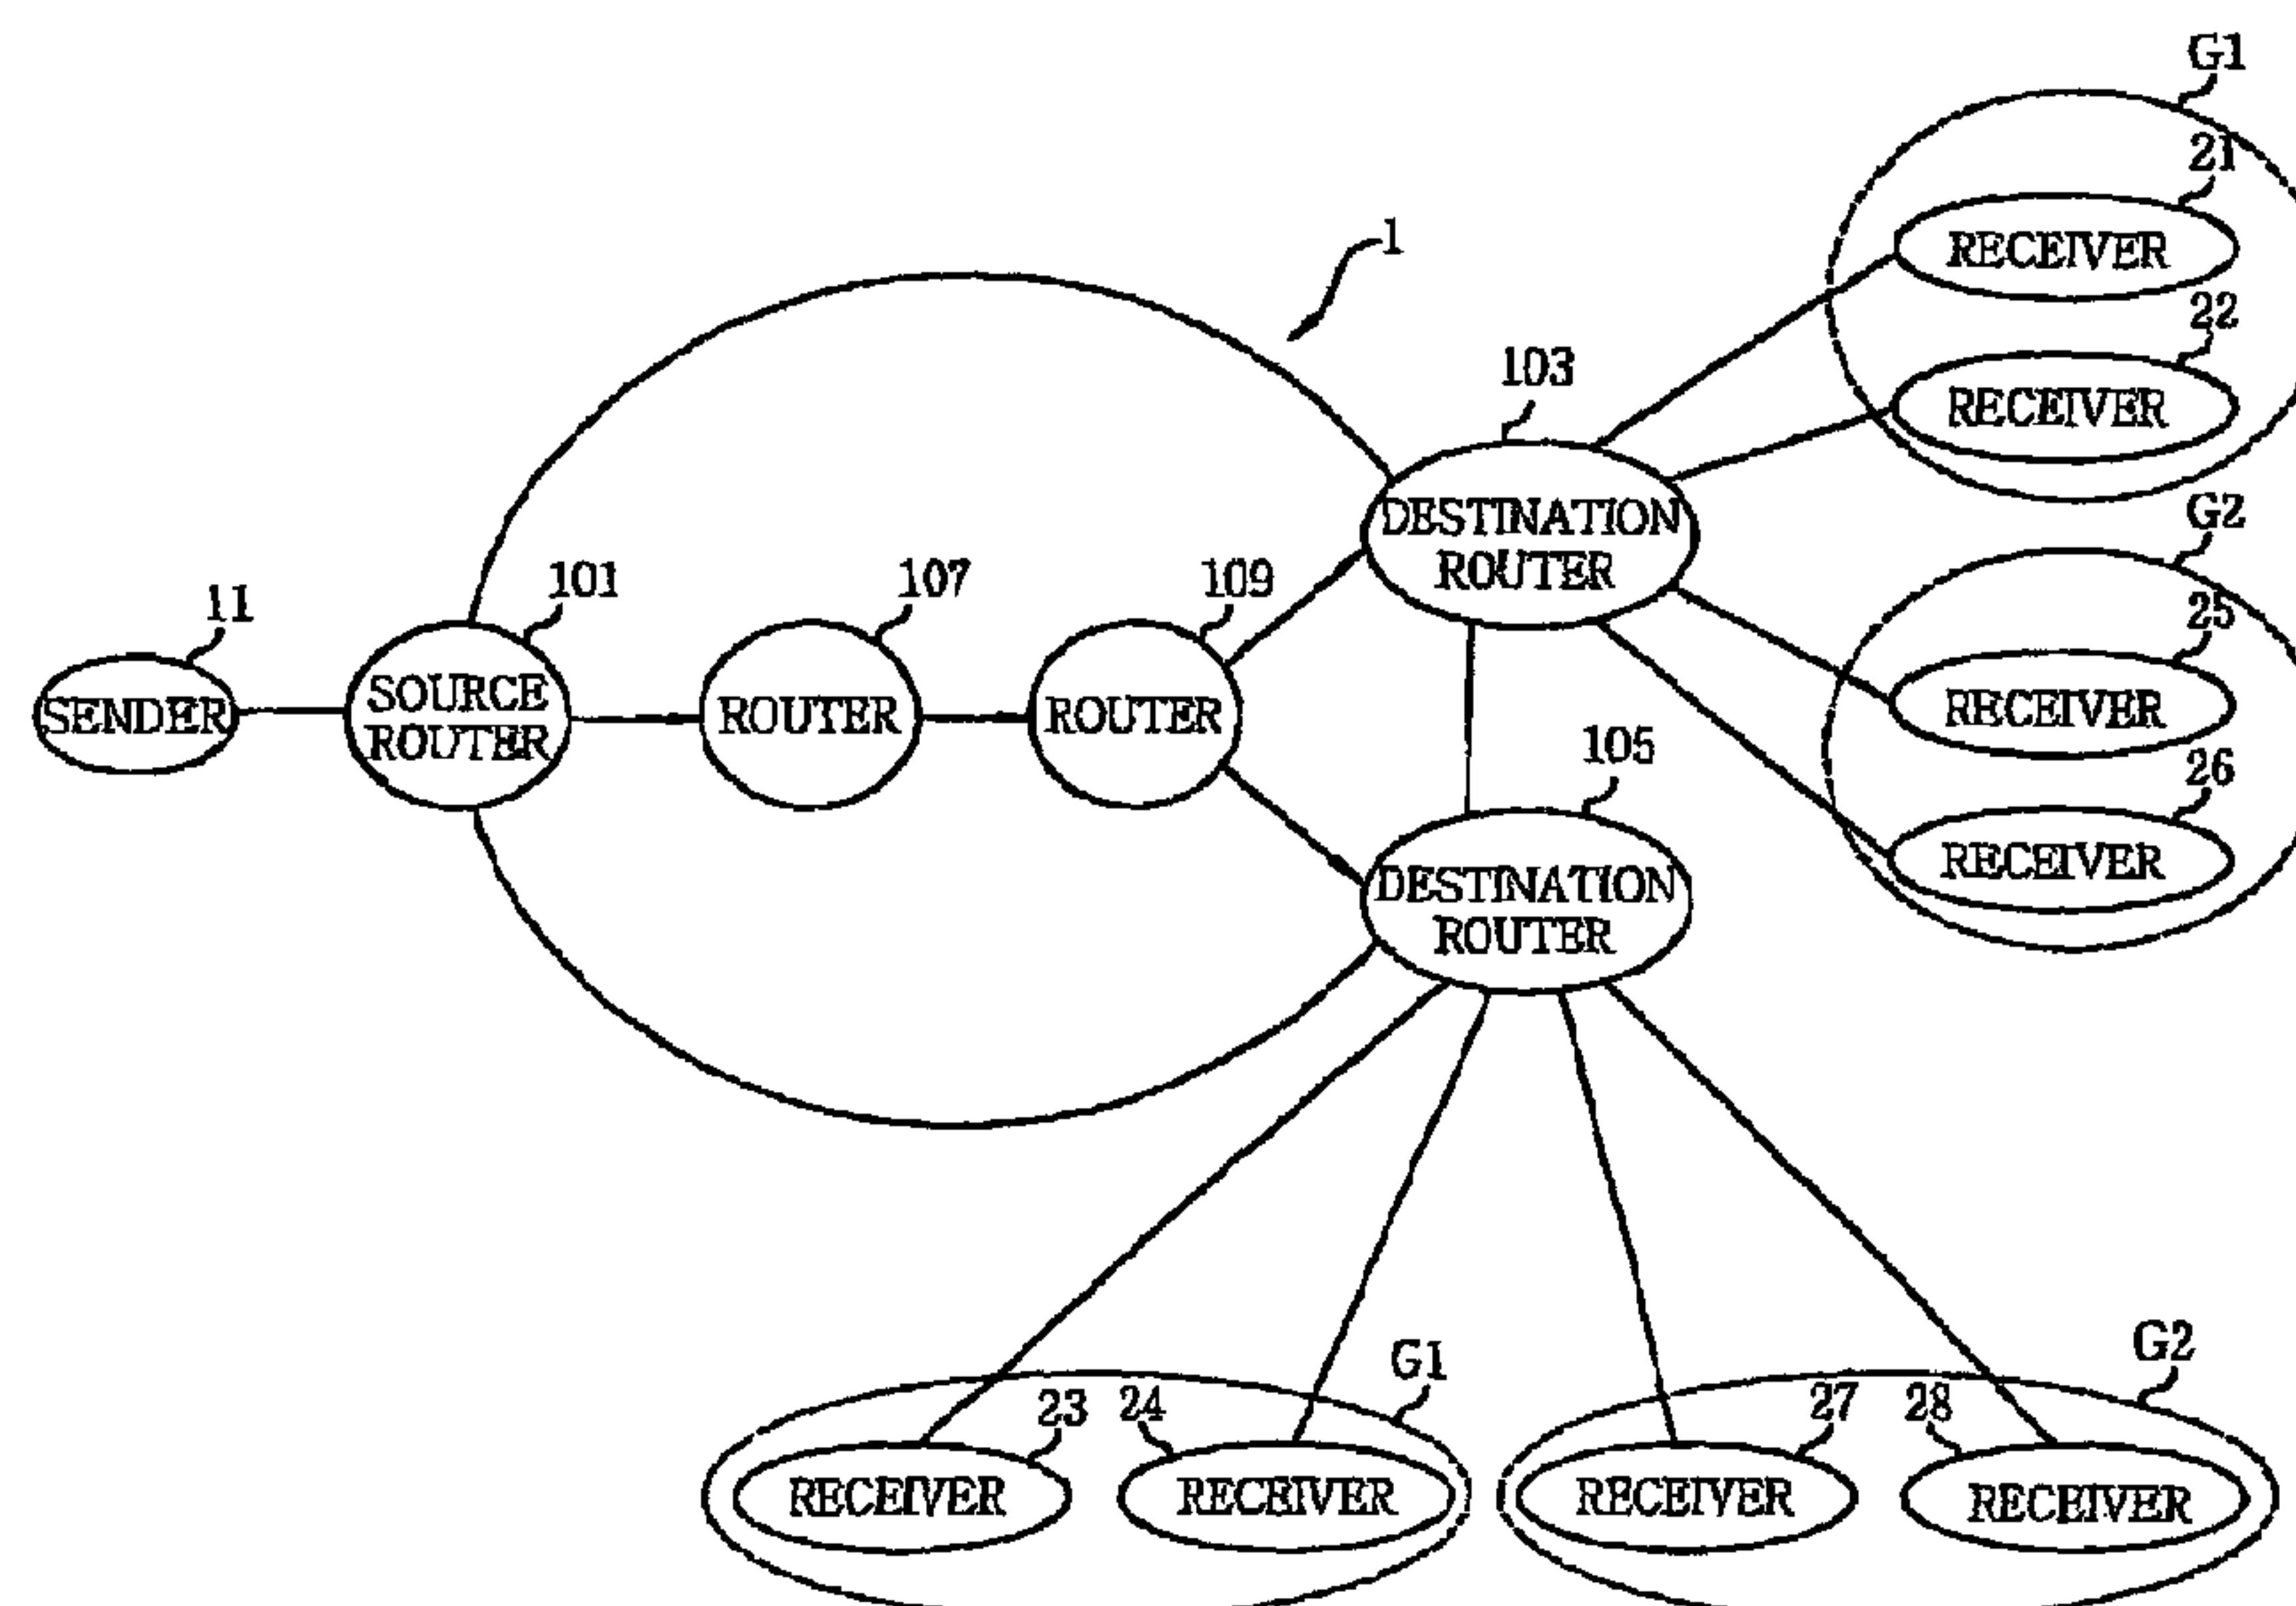 G1
21
RECEIVER
1
22
RECEIVER
103
DESTINATION
ROUTER
G2
25
RECEIVER
26
RECEIVER
11
SENDER
101
SOURCE
ROUTER
107
ROUTER
109
ROUTER
105
DESTINATION
ROUTER
G1
23
RECEIVER
24
RECEIVER
G2
27
RECEIVER
28
RECEIVER